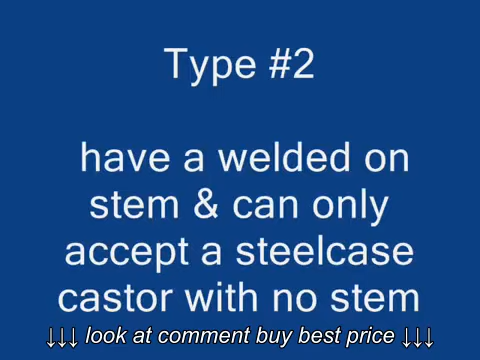 Type #2
have a welded on
stem & can only
accept a steelcase
castor with no stem
↓↓↓ look at comment buy best price ↓↓↓